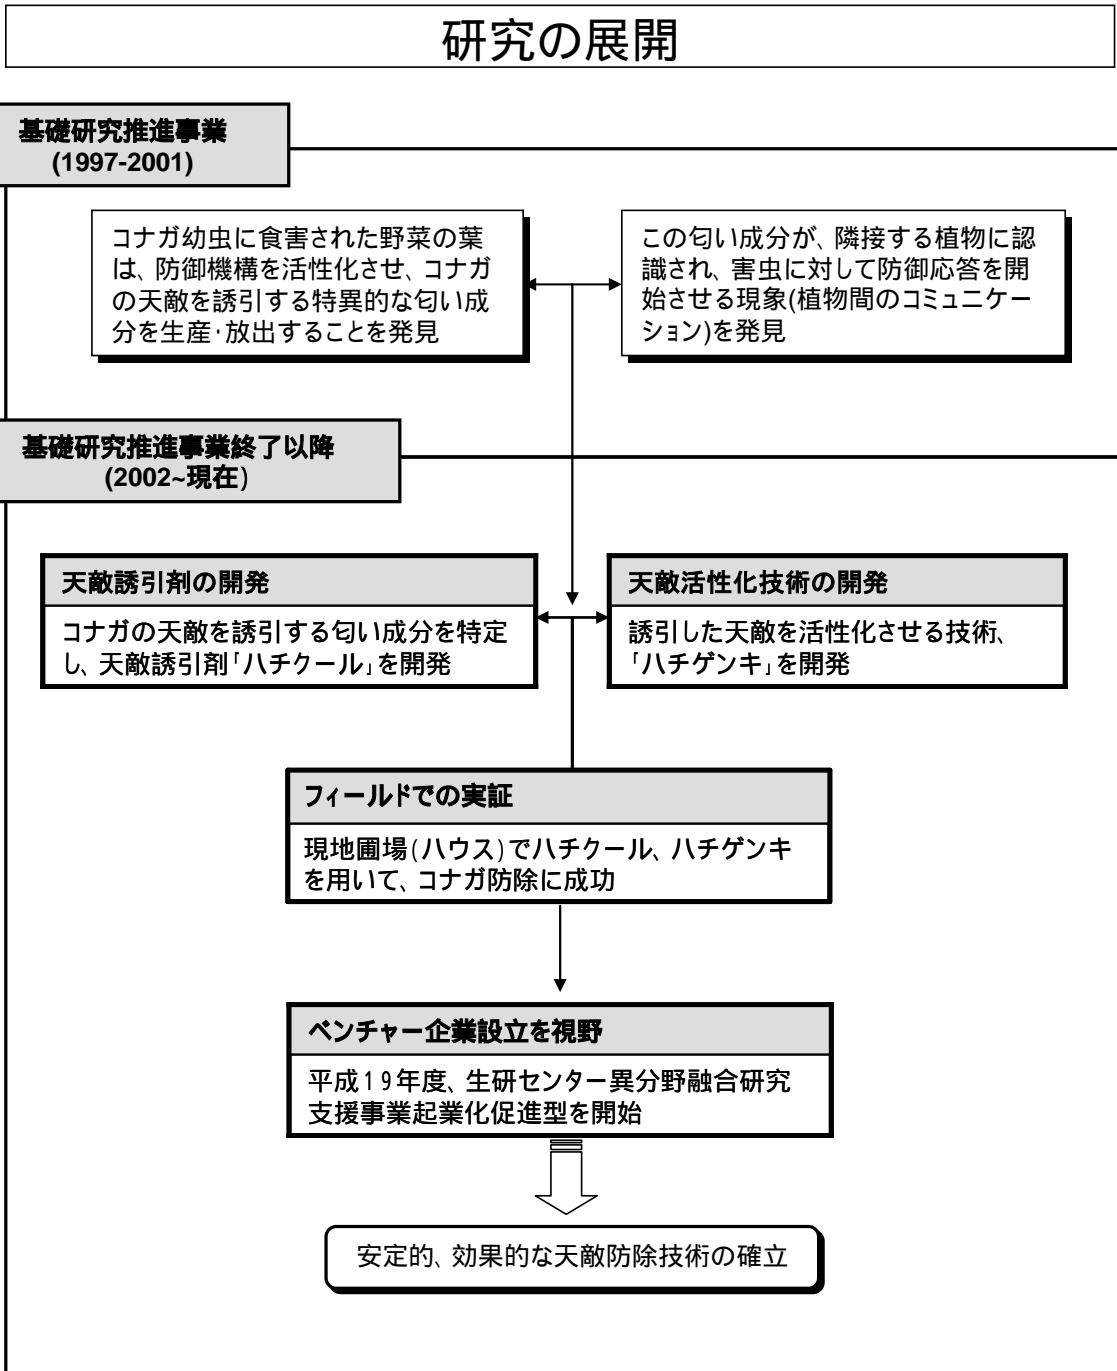 研究の展開
基礎研究推進事業
(1997-2001)
コナガ幼虫に食害された野菜の葉
は、防御機構を活性化させ、コナガ
の天敵を誘引する特異的な匂い成
分を生産・放出することを発見
この匂い成分が、隣接する植物に認
識され、害虫に対して防御応答を開
始させる現象(植物間のコミュニケー
ション)を発見
基礎研究推進事業終了以降
(2002~現在)
天敵誘引剤の開発
コナガの天敵を誘引する匂い成分を特定
し、天敵誘引剤「ハチクール」を開発
天敵活性化技術の開発
誘引した天敵を活性化させる技術、
「ハチゲンキ」を開発
フィールドでの実証
現地圃場(ハウス)でハチクール、ハチゲンキ
を用いて、コナガ防除に成功
ベンチャー企業設立を視野
平成19年度、生研センター異分野融合研究
支援事業起業化促進型を開始
安定的、効果的な天敵防除技術の確立